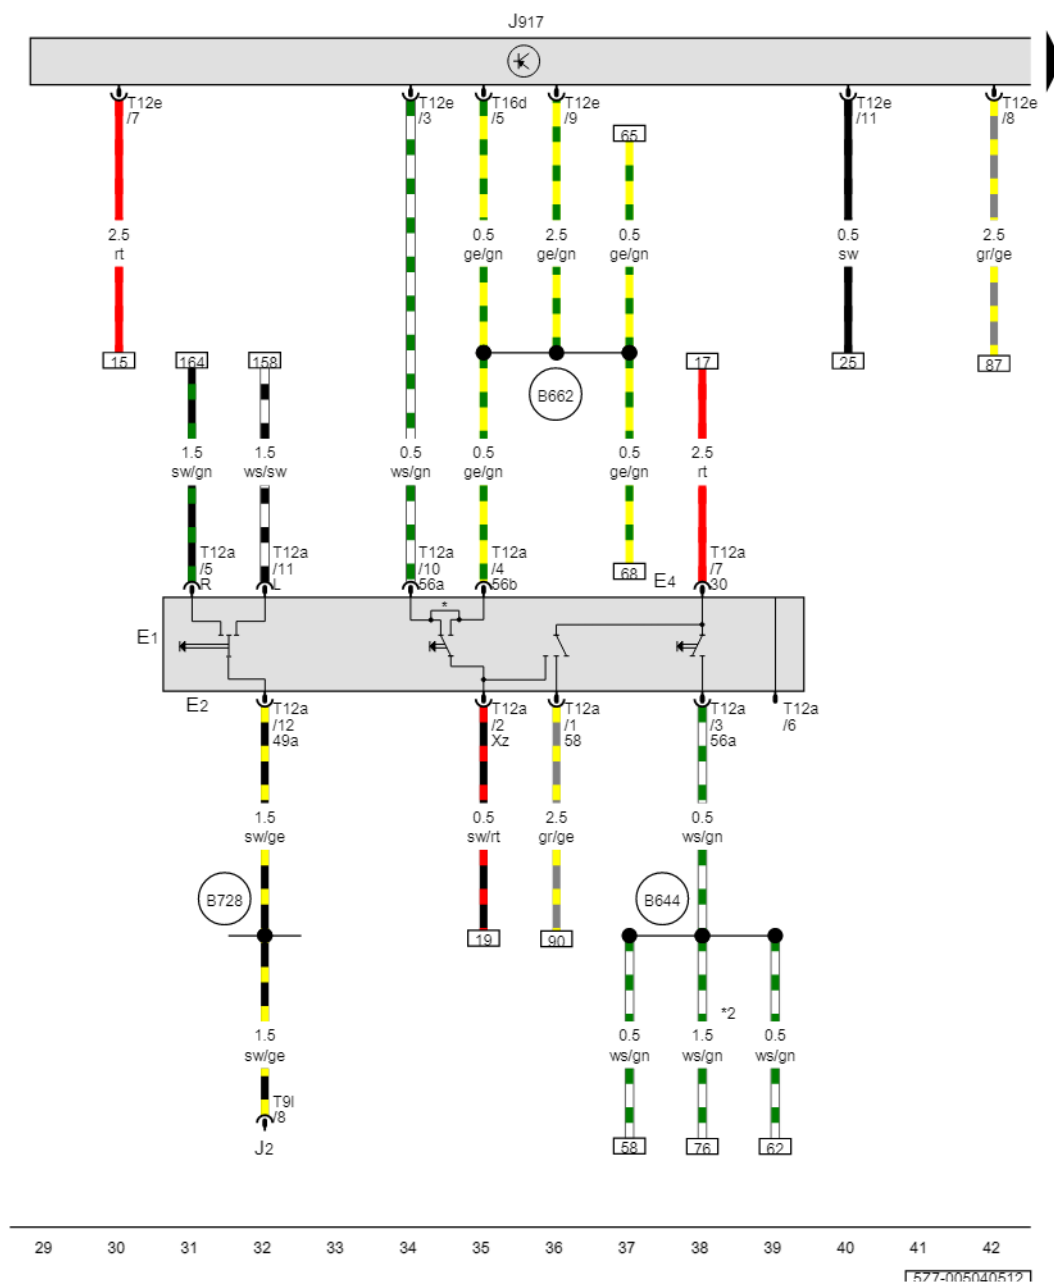 J917
T12e
/7
T12e
/3
T16d
/5
T12e
/9
T12e
/11
T12e
/8
65
2.5
rt
0.5
ge/gn
2.5
ge/gn
0.5
ge/gn
0.5
sw
2.5
gr/ge
15
164
158
17
25
87
B662
1.5
sw/gn
1.5
ws/sw
0.5
ws/gn
0.5
ge/gn
0.5
ge/gn
2.5
rt
T12a
/5
R
T12a
/11
L
T12a
/10
56a
T12a
/4
56b
68
E4
T12a
/7
30
*
E1
E2
T12a
/12
49a
T12a
/2
Xz
T12a
/1
58
T12a
/3
56a
T12a
/6
1.5
sw/ge
0.5
sw/rt
2.5
gr/ge
0.5
ws/gn
B728
B644
19
90
*2
1.5
sw/ge
0.5
ws/gn
1.5
ws/gn
0.5
ws/gn
T9l
/8
J2
58
76
62
29 30 31 32 33 34 35 36 37 38 39 40 41 42
5Z7-005040512